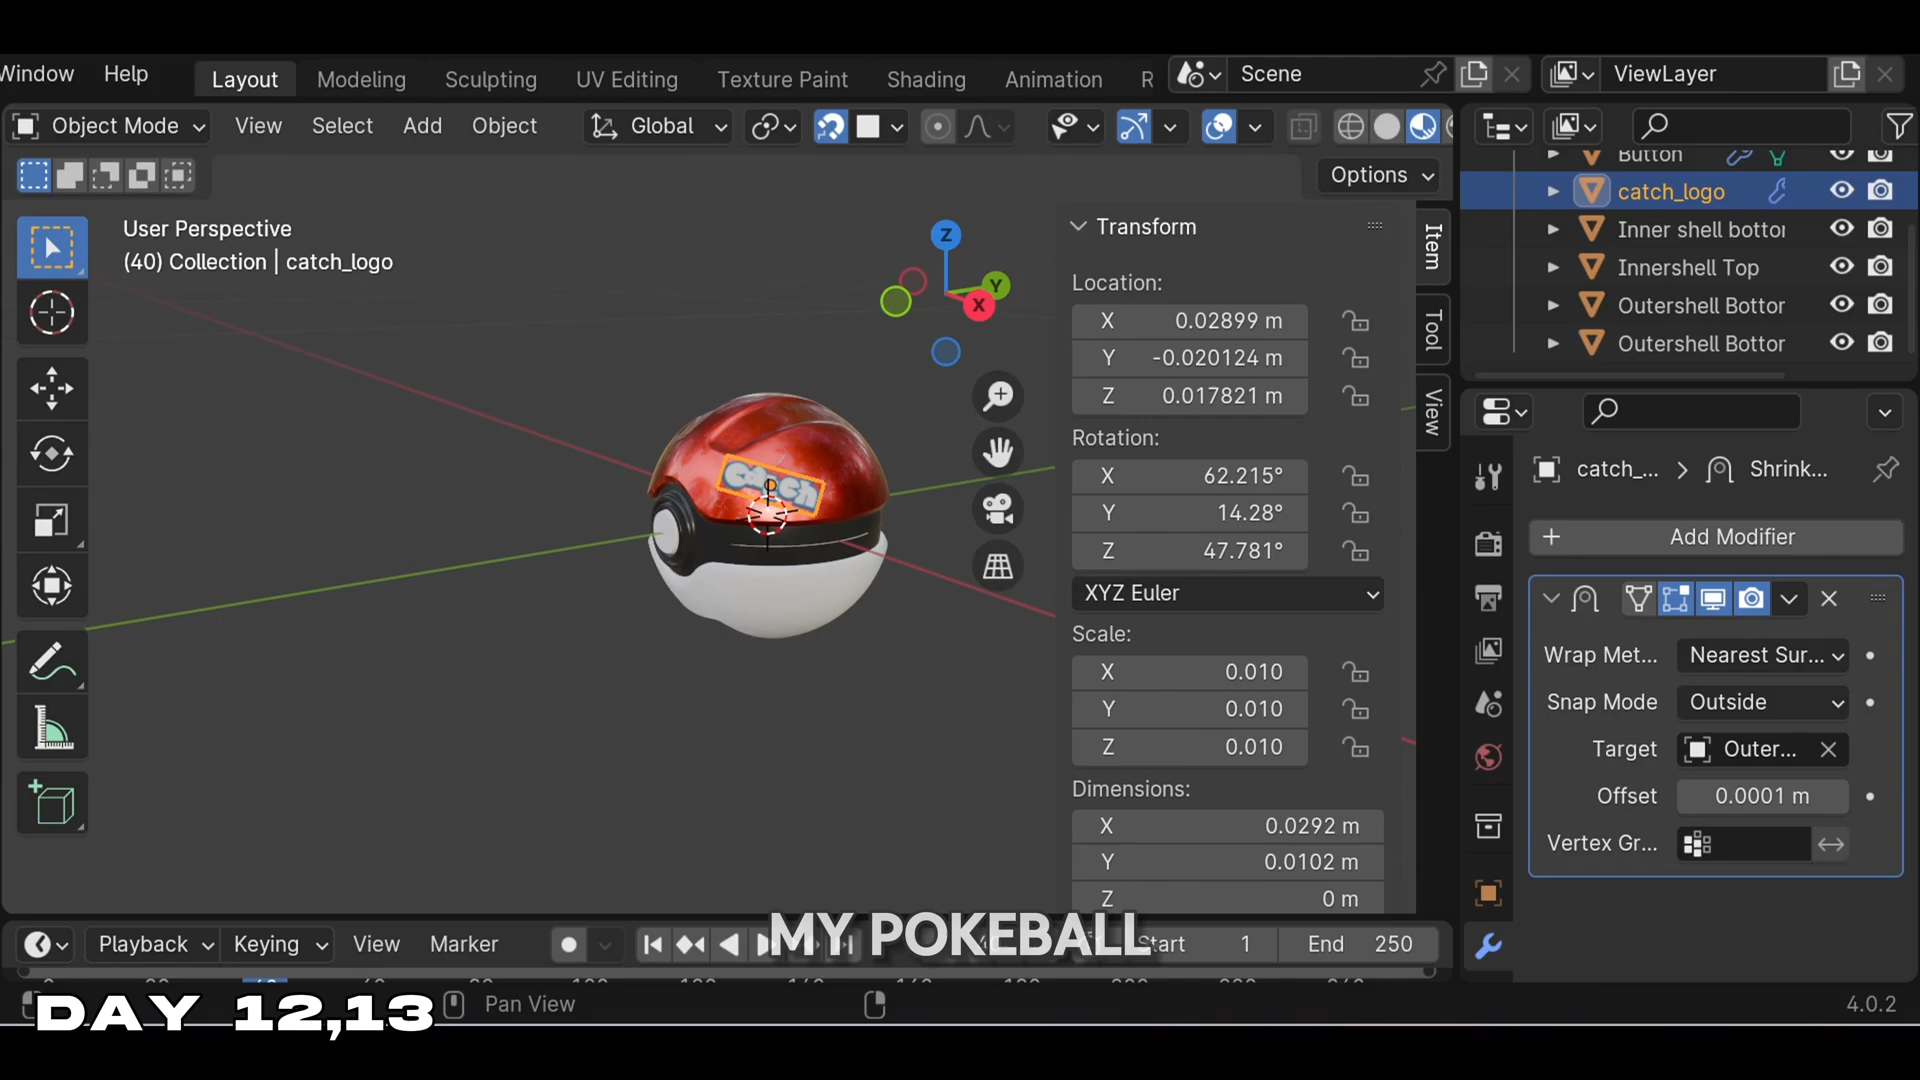 Window Help Layout Modeling Sculpting UV Editing Texture Paint Shading Animation R Scene ViewLayer
Object Mode View Select Add Object Global
Options
User Perspective
(40) Collection | catch_logo
Z
Y
X
Catch
Transform
Location:
X 0.02899 m
Y -0.020124 m
Z 0.017821 m
Rotation:
X 62.215°
Y 14.28°
Z 47.781°
XYZ Euler
Scale:
X 0.010
Y 0.010
Z 0.010
Dimensions:
X 0.0292 m
Y 0.0102 m
Z 0 m
Item
Tool
View
Button
catch_logo
Inner shell bottor
Innershell Top
Outershell Bottor
Outershell Bottor
catch_... Shrink...
Add Modifier
Wrap Met... Nearest Sur...
Snap Mode Outside
Target Outer...
Offset 0.0001 m
Vertex Gr...
Playback Keying View Marker Start 1 End 250
MY POKEBALL
DAY 12,13
Pan View
4.0.2